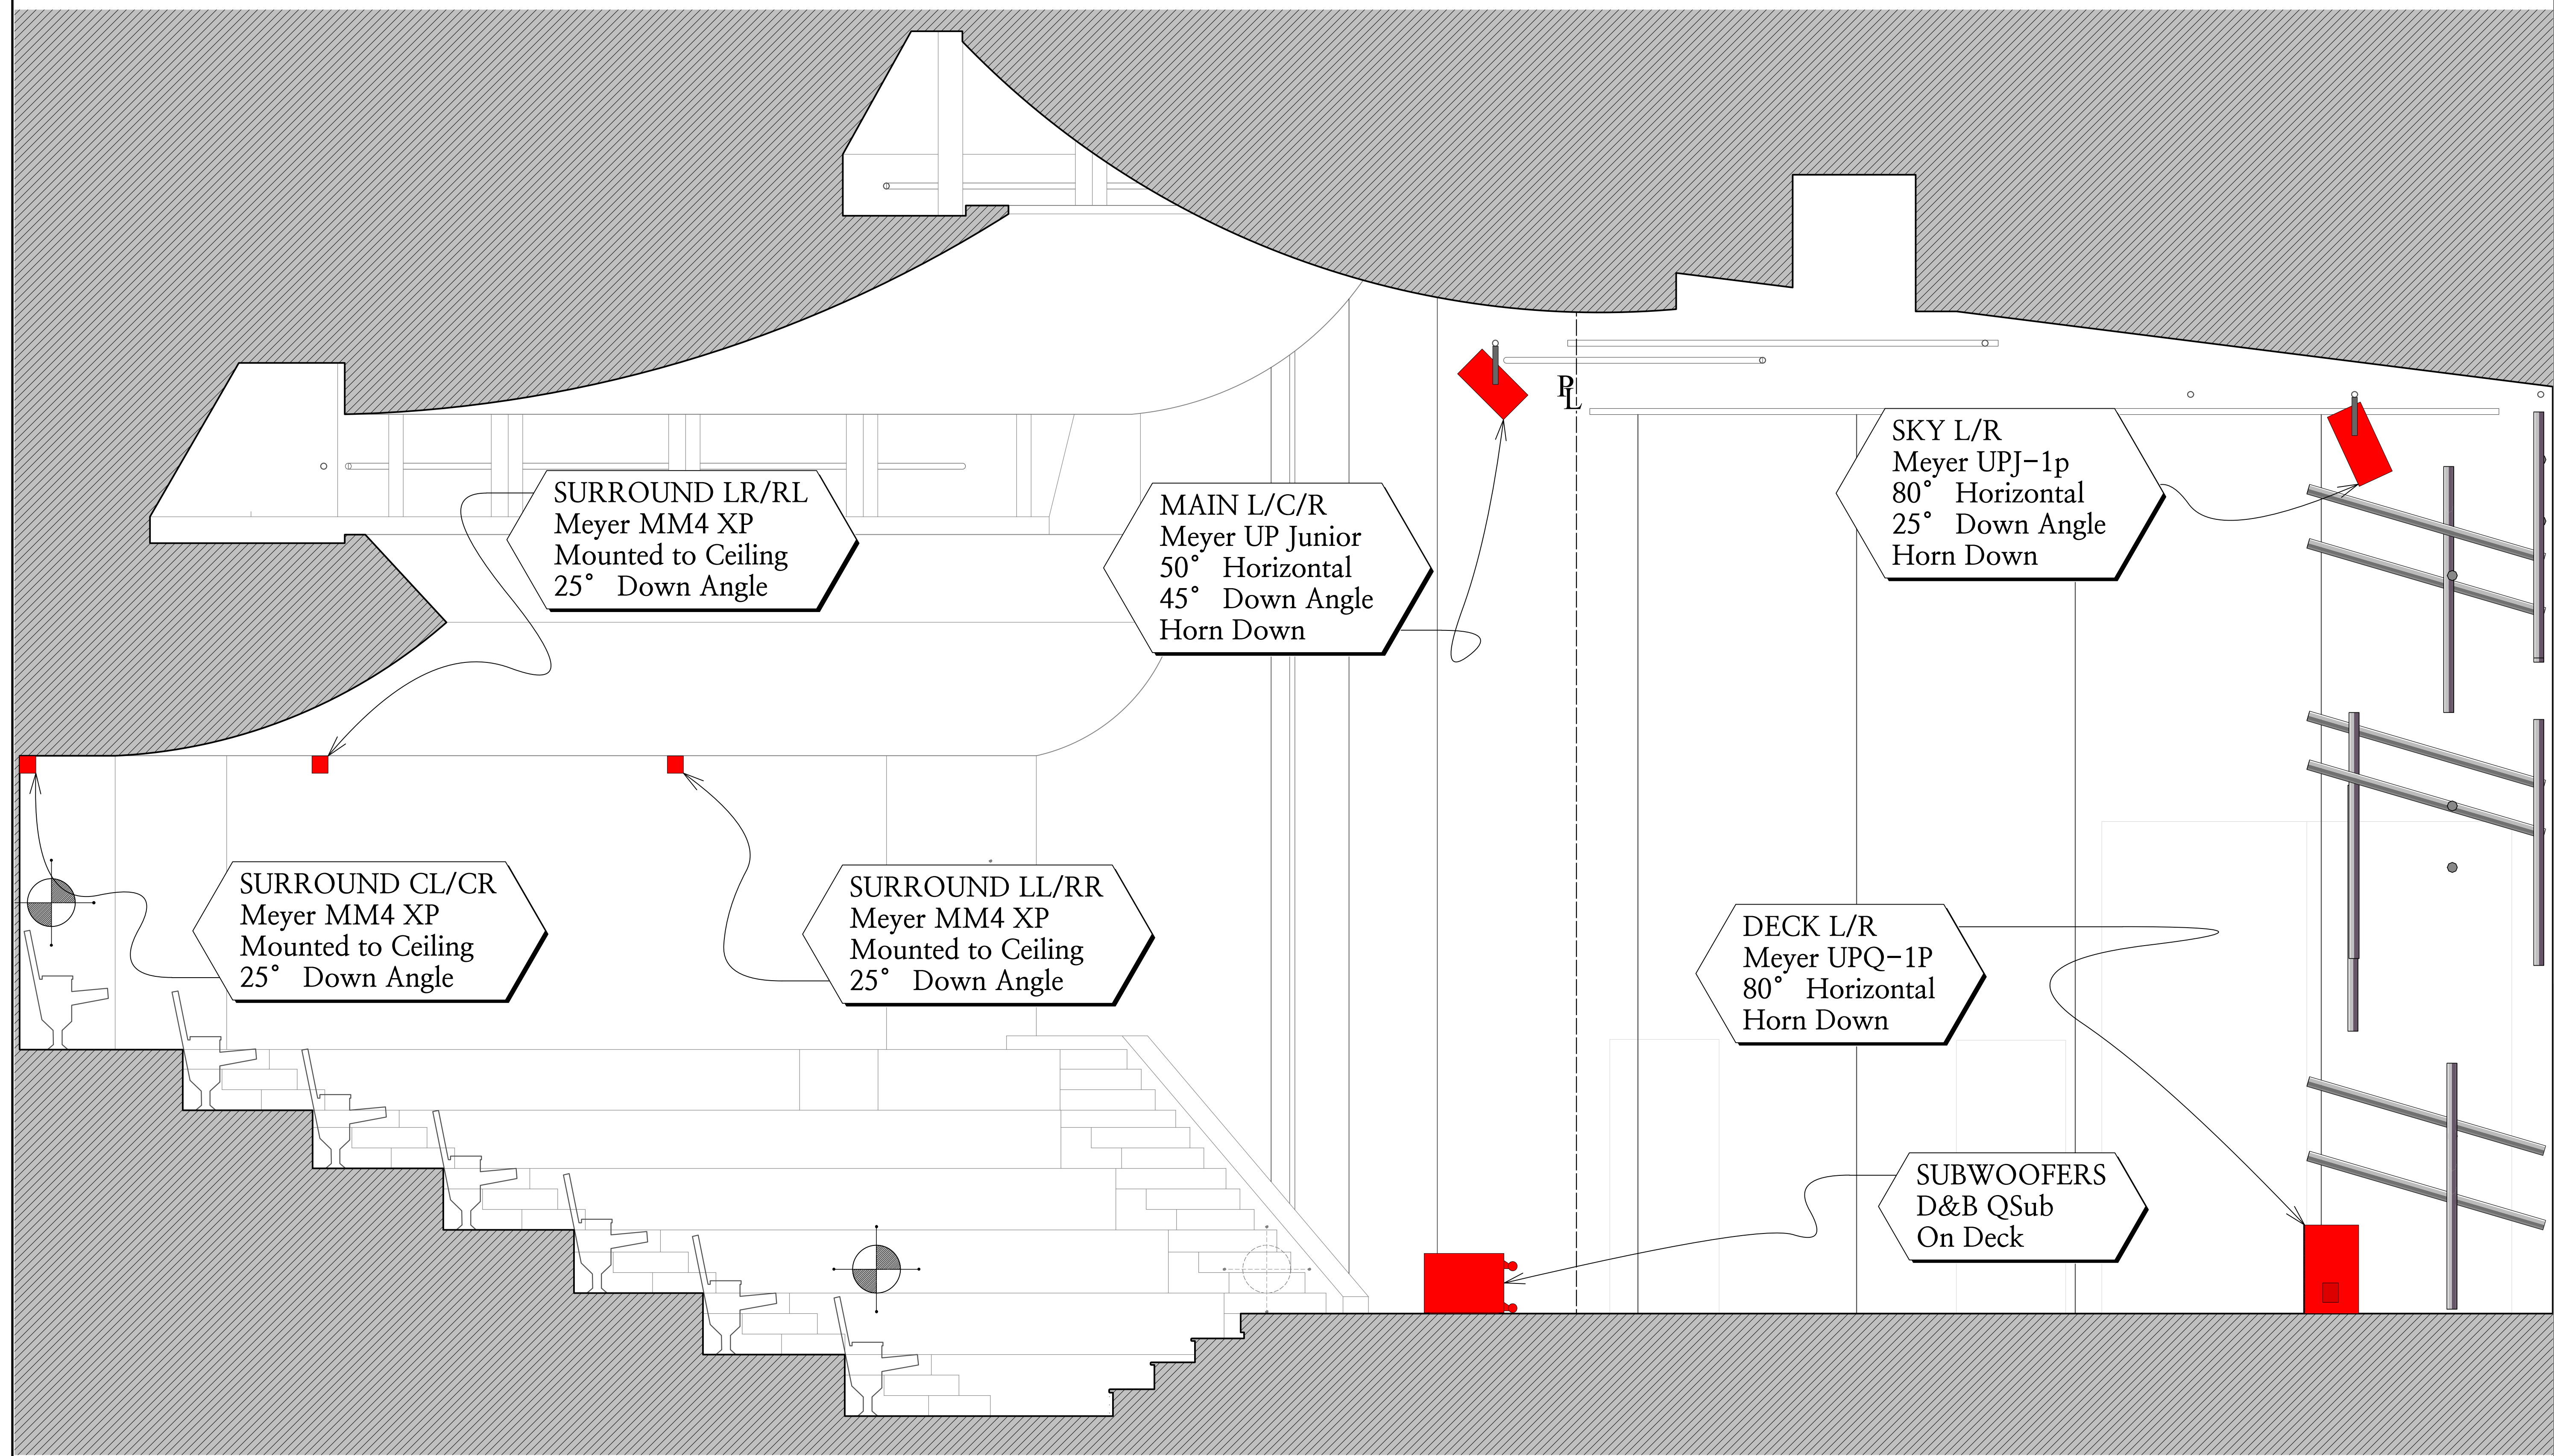 SURROUND LR/RL
Meyer MM4 XP
Mounted to Ceiling
25° Down Angle
MAIN L/C/R
Meyer UP Junior
50° Horizontal
45° Down Angle
Horn Down
PL
SKY L/R
Meyer UPJ-1p
80° Horizontal
25° Down Angle
Horn Down
SURROUND CL/CR
Meyer MM4 XP
Mounted to Ceiling
25° Down Angle
SURROUND LL/RR
Meyer MM4 XP
Mounted to Ceiling
25° Down Angle
DECK L/R
Meyer UPQ-1P
80° Horizontal
Horn Down
SUBWOOFERS
D&B QSub
On Deck